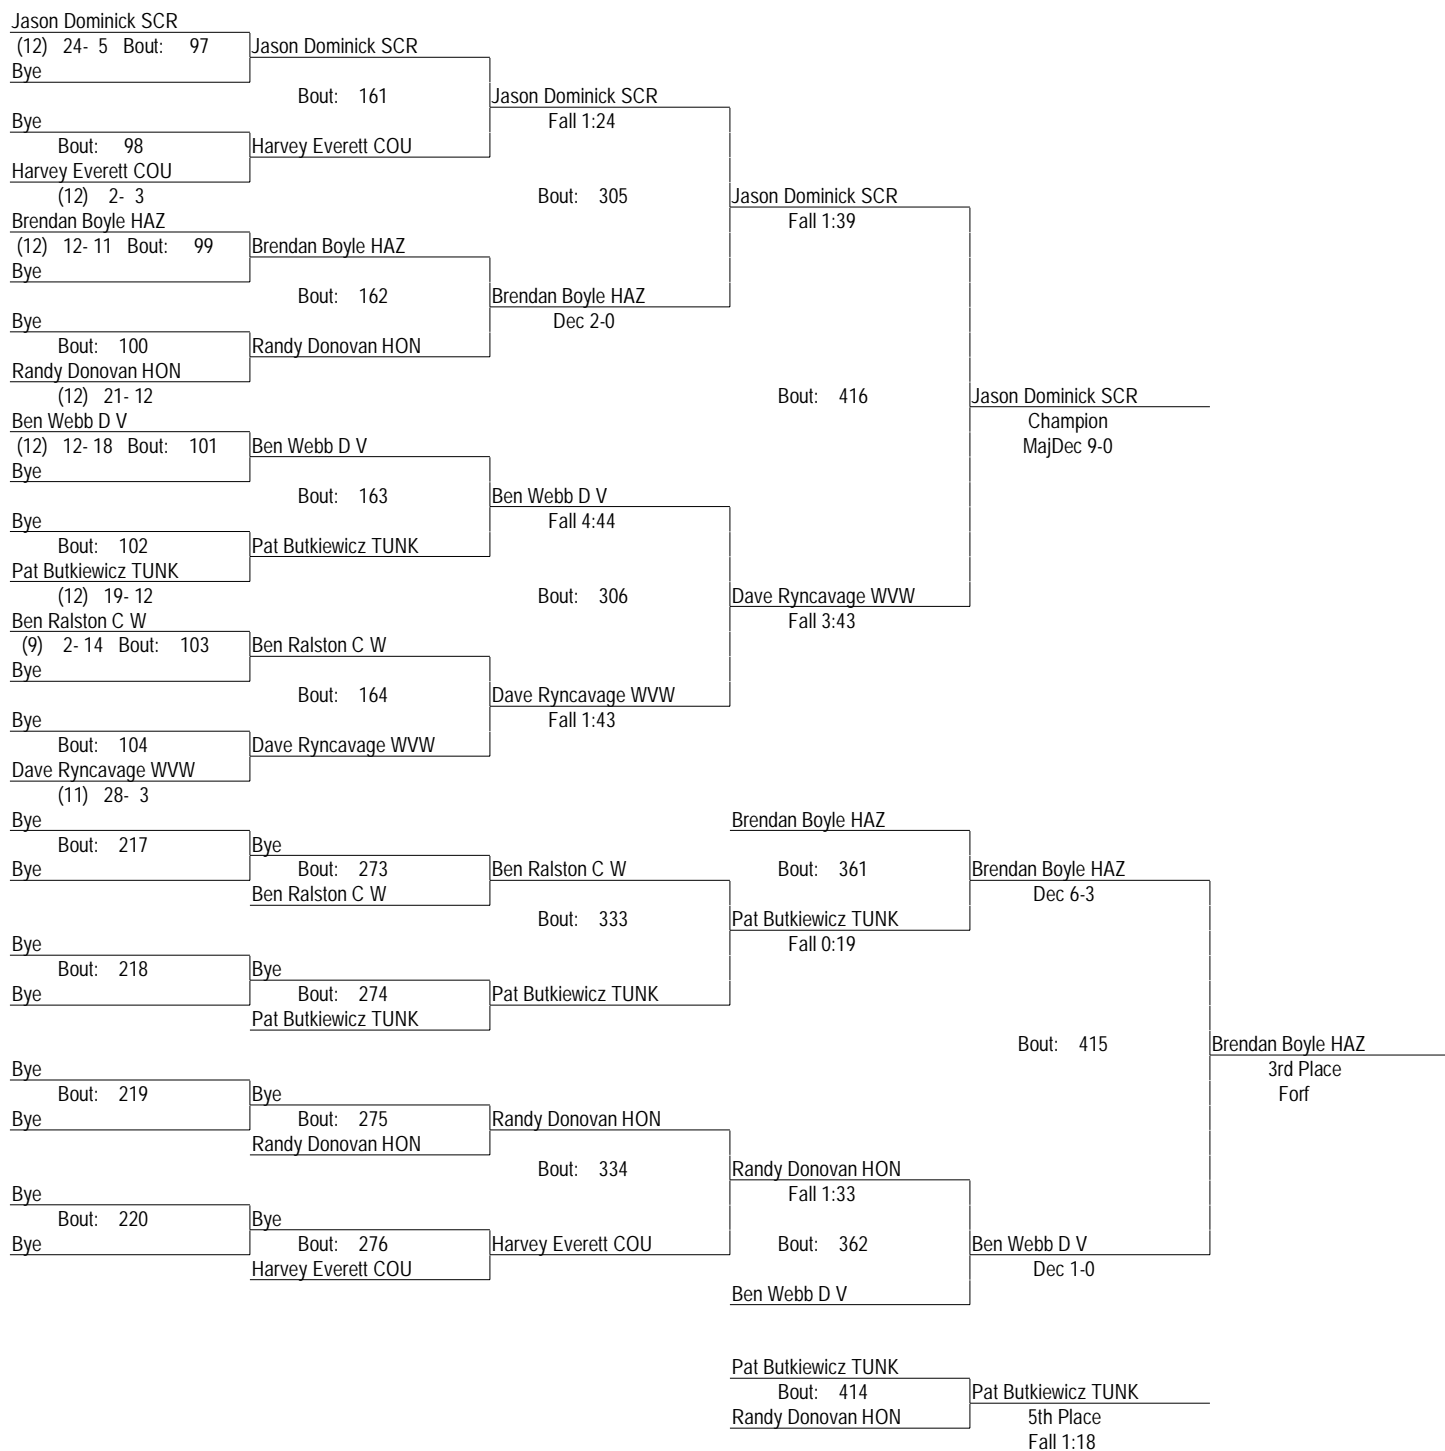 Jason Dominick SCR
(12) 24- 5 Bout: 97 Jason Dominick SCR
Bye
Bout: 161 Jason Dominick SCR
Bye Fall 1:24
Bout: 98 Harvey Everett COU
Harvey Everett COU
(12) 2- 3 Bout: 305 Jason Dominick SCR
Brendan Boyle HAZ Fall 1:39
(12) 12- 11 Bout: 99 Brendan Boyle HAZ
Bye
Bout: 162 Brendan Boyle HAZ
Bye Dec 2-0
Bout: 100 Randy Donovan HON
Randy Donovan HON
(12) 21- 12 Bout: 416 Jason Dominick SCR
Ben Webb D V Champion
(12) 12- 18 Bout: 101 Ben Webb D V MajDec 9-0
Bye
Bout: 163 Ben Webb D V
Bye Fall 4:44
Bout: 102 Pat Butkiewicz TUNK
Pat Butkiewicz TUNK
(12) 19- 12 Bout: 306 Dave Ryncavage WVW
Ben Ralston C W Fall 3:43
(9) 2- 14 Bout: 103 Ben Ralston C W
Bye
Bout: 164 Dave Ryncavage WVW
Bye Fall 1:43
Bout: 104 Dave Ryncavage WVW
Dave Ryncavage WVW
(11) 28- 3
Bye Brendan Boyle HAZ
Bout: 217 Bye
Bye Bout: 273 Ben Ralston C W Bout: 361 Brendan Boyle HAZ
Ben Ralston C W Dec 6-3
Bout: 333 Pat Butkiewicz TUNK
Bye Fall 0:19
Bout: 218 Bye
Bye Bout: 274 Pat Butkiewicz TUNK
Pat Butkiewicz TUNK
Bout: 415 Brendan Boyle HAZ
Bye 3rd Place
Bout: 219 Bye Forf
Bye Bout: 275 Randy Donovan HON
Randy Donovan HON
Bout: 334 Randy Donovan HON
Bye Fall 1:33
Bout: 220 Bye
Bye Bout: 276 Harvey Everett COU Bout: 362 Ben Webb D V
Harvey Everett COU Dec 1-0
Ben Webb D V
Pat Butkiewicz TUNK
Bout: 414 Pat Butkiewicz TUNK
Randy Donovan HON 5th Place
Fall 1:18